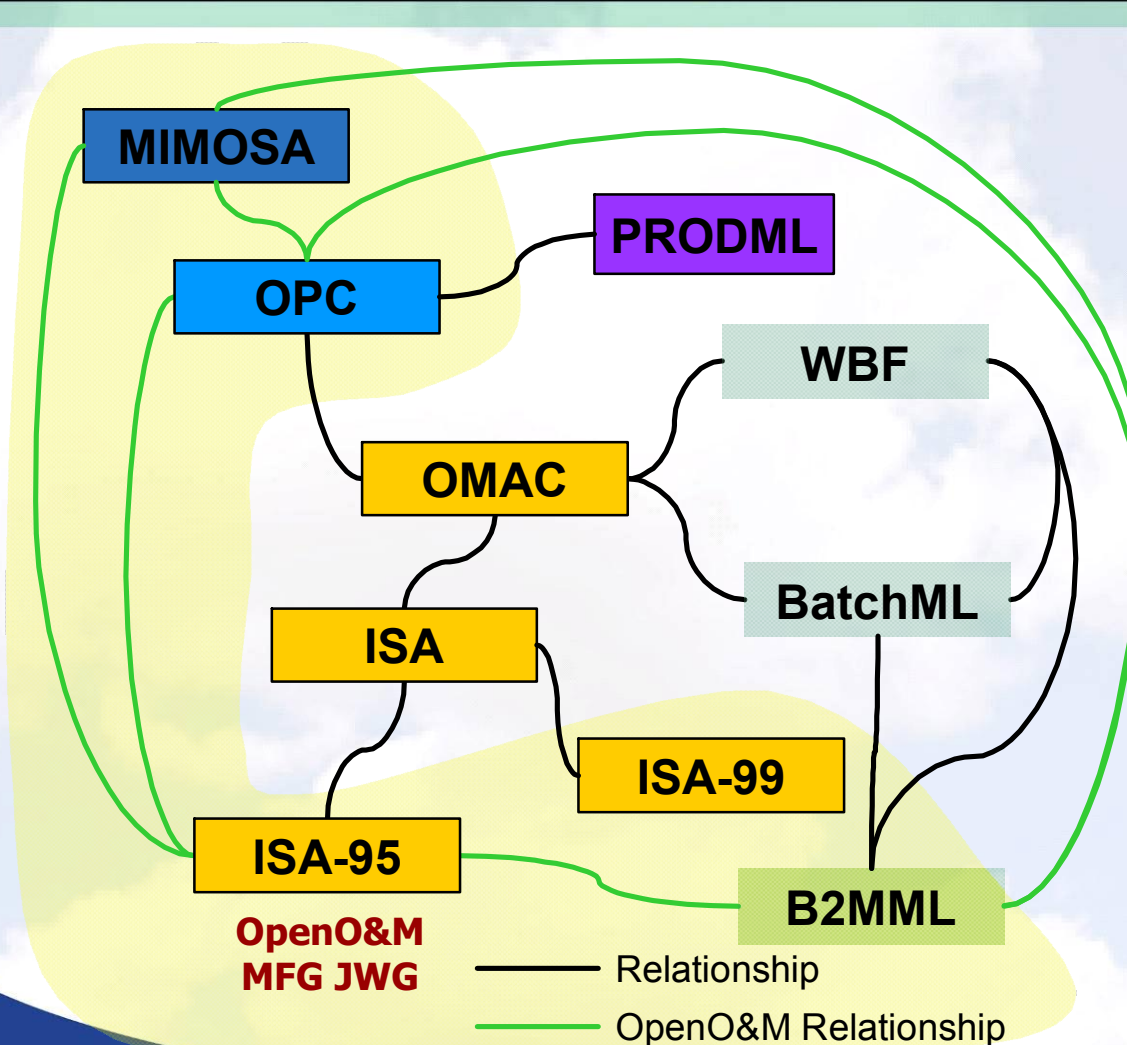 MIMOSA
PRODML
OPC
WBF
OMAC
BatchML
ISA
ISA-99
ISA-95
B2MML
OpenO&M
MFG JWG
Relationship
OpenO&M Relationship